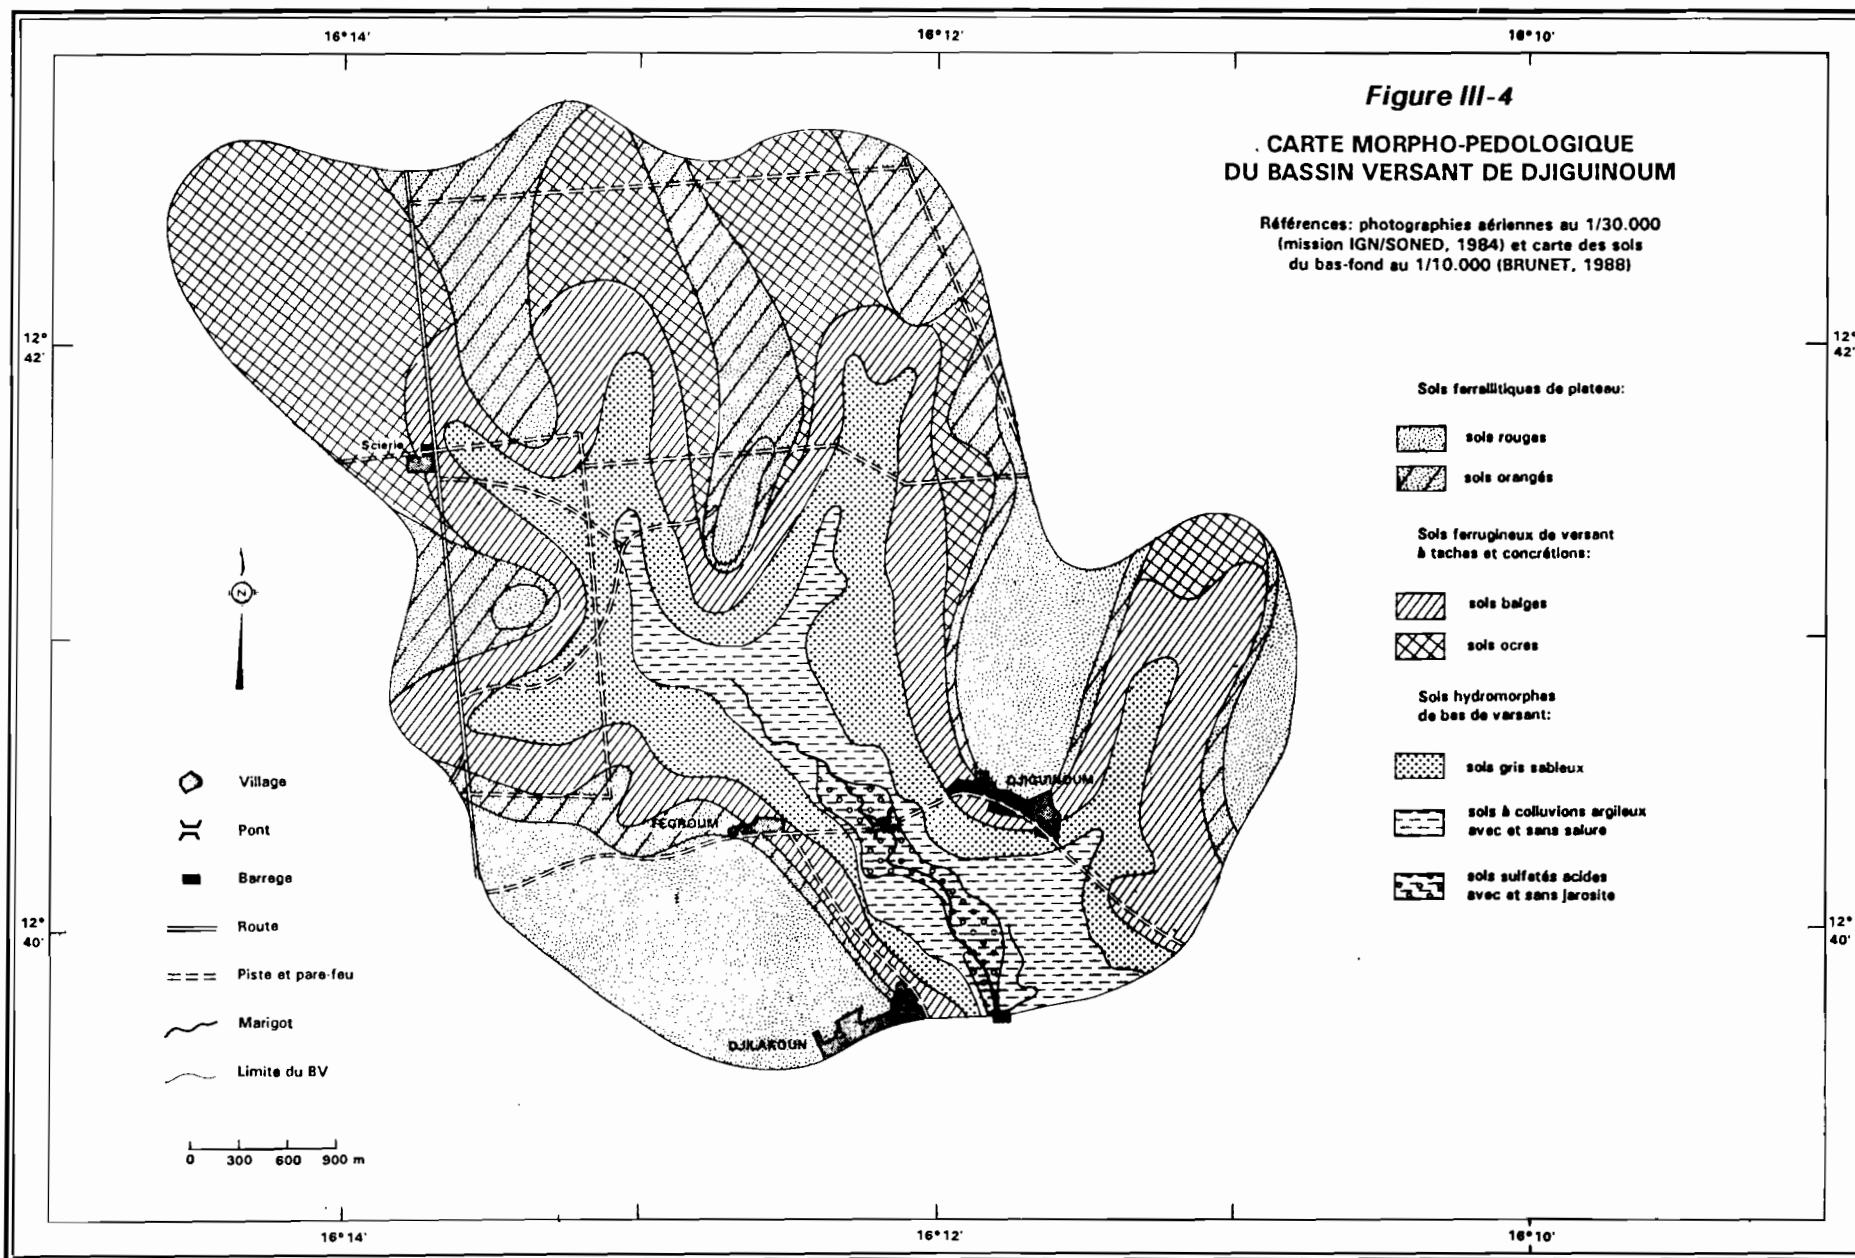 16°14'
16°12'
16°10'
Figure III-4
CARTE MORPHO-PEDOLOGIQUE
DU BASSIN VERSANT DE DJIGUINOUM
Références: photographies aériennes au 1/30.000
(mission IGN/SONED, 1984) et carte des sols
du bas-fond au 1/10.000 (BRUNET, 1988)
12°
42'
12°
42'
Sols ferrallitiques de plateau:
sols rouges
sols orangés
Sols ferrugineux de versant
à taches et concrétions:
sols beiges
sols ocres
Sols hydromorphes
de bas de versant:
sols gris sableux
sols à colluvions argileux
avec et sans salure
sols sulfatés acides
avec et sans jarosite
Scierie
N
DJIGUINOUM
TEGROUM
DJILAKOUN
Village
Pont
Barrage
Route
Piste et pare-feu
Marigot
Limite du BV
12°
40'
12°
40'
0 300 600 900 m
16°14'
16°12'
16°10'